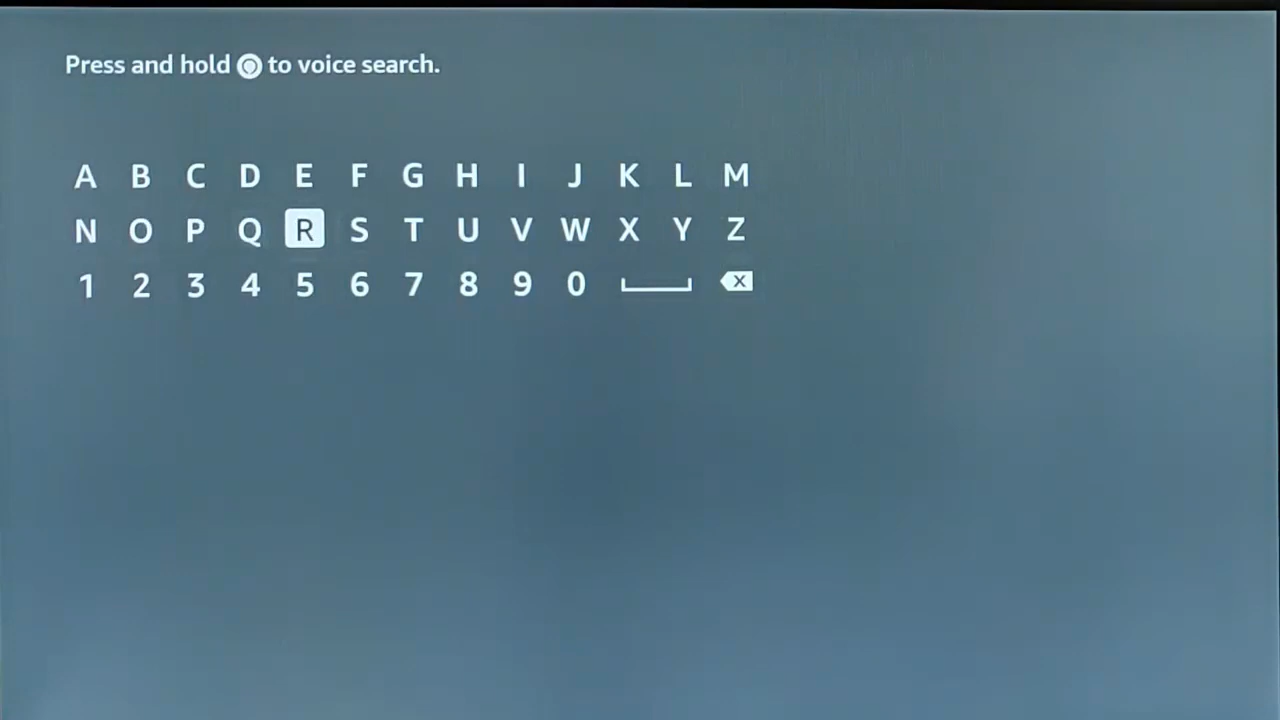 Press and hold to voice search.
A B C D E F G H I J K L M
N O P Q R S T U V W X Y Z
1 2 3 4 5 6 7 8 9 0